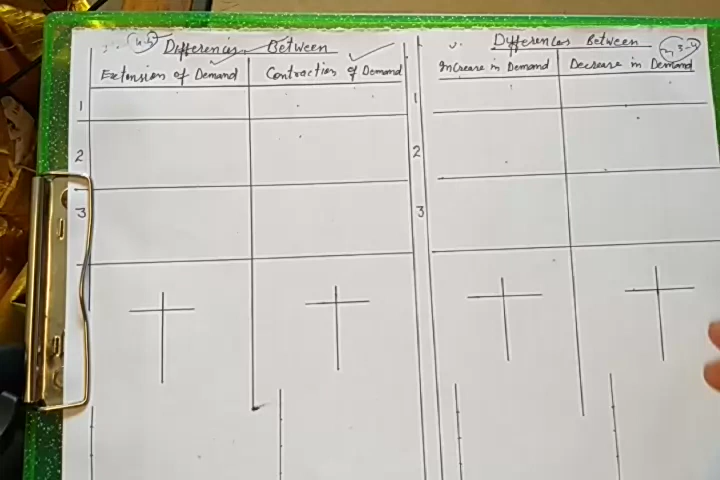 Differences Between
Extension of Demand
Contraction of Demand
1
2
3
Differences Between
Increase in Demand
Decrease in Demand
1
2
3